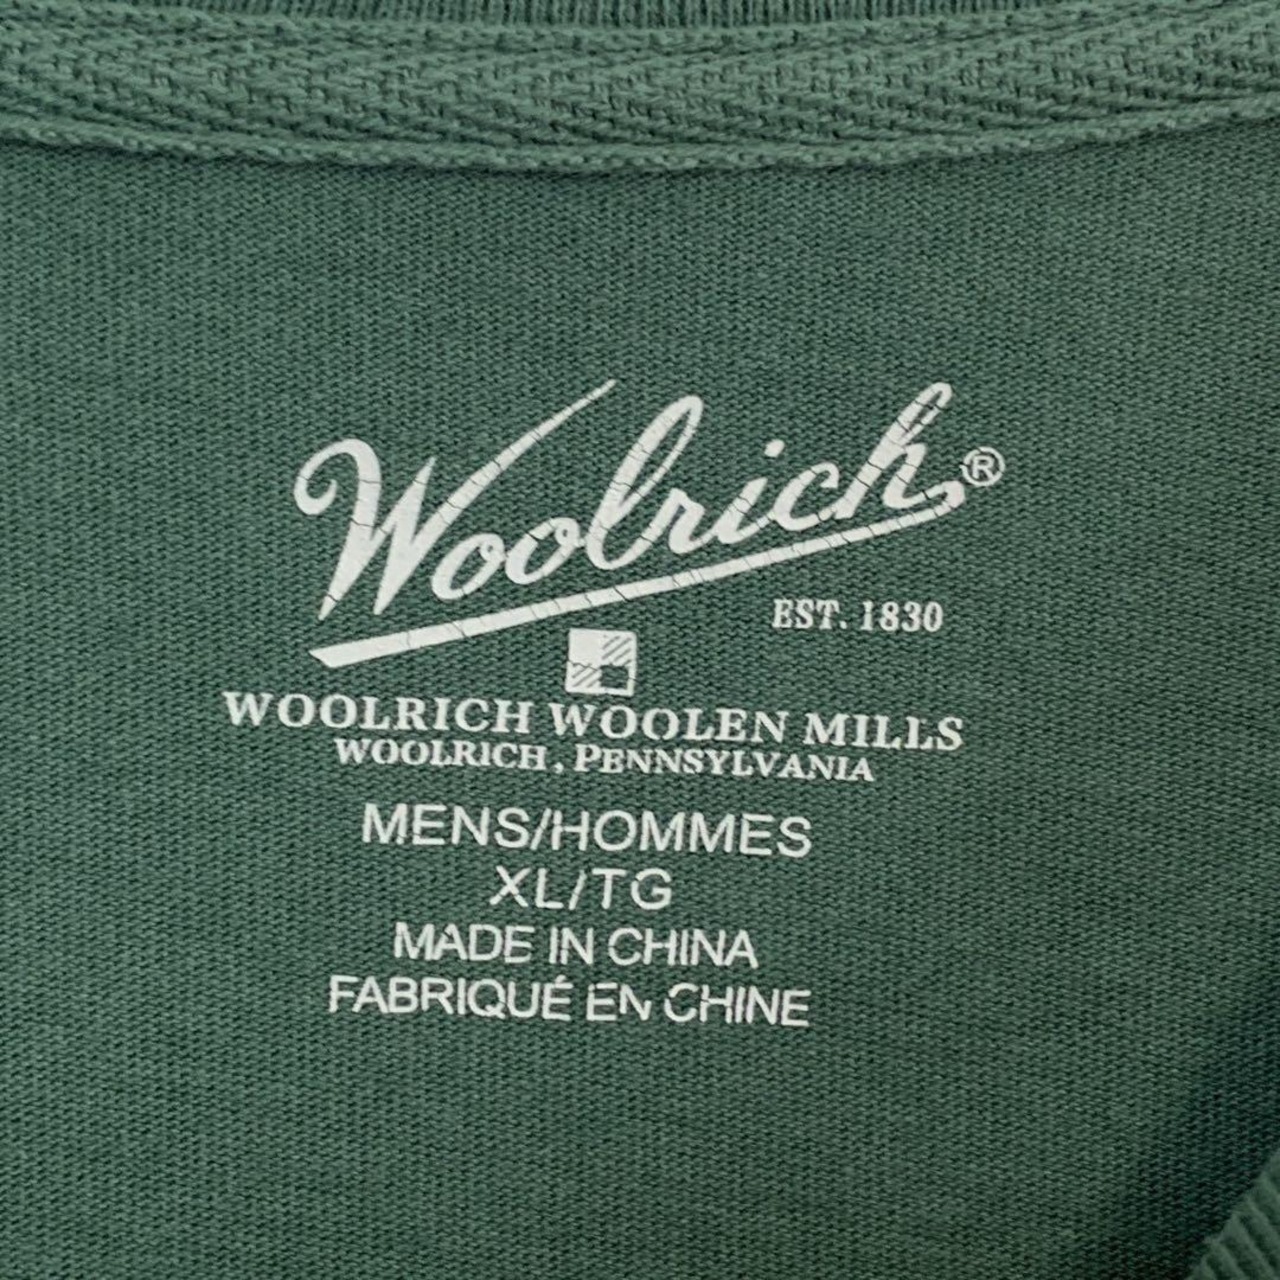 Woolrich®
EST. 1830
WOOLRICH WOOLEN MILLS
WOOLRICH, PENNSYLVANIA
MENS/HOMMES
XL/TG
MADE IN CHINA
FABRIQUÉ EN CHINE